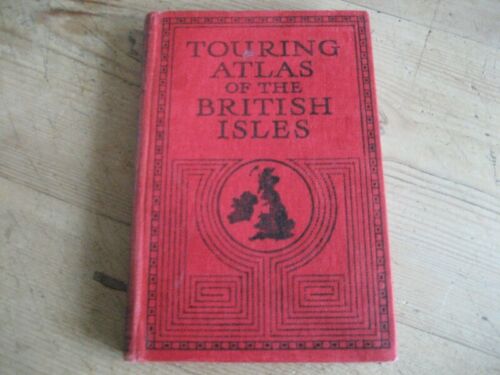 TOURING
ATLAS
OF THE
BRITISH
ISLES